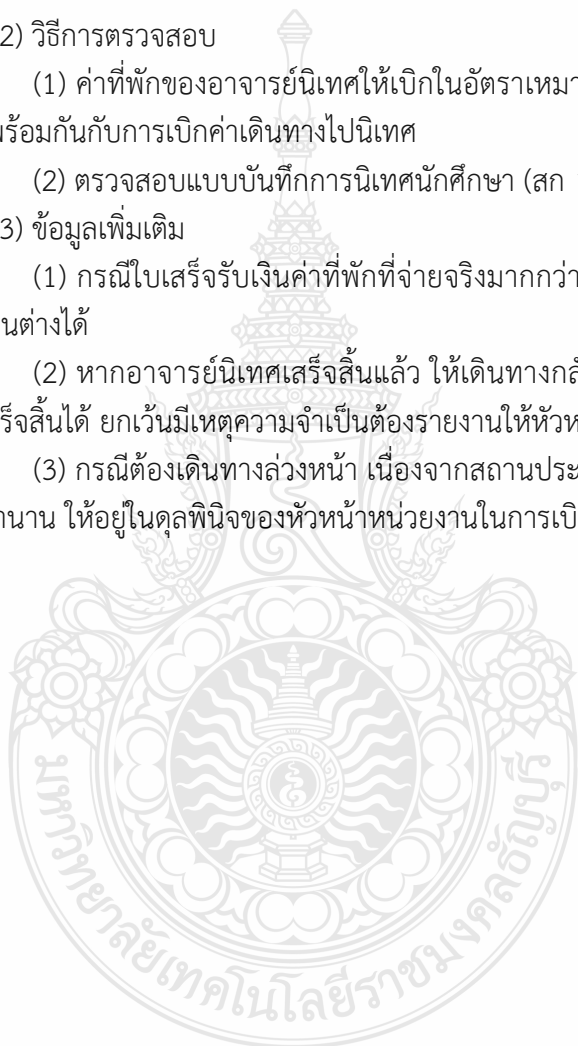 2) วิธีการตรวจสอบ
(1) ค่าที่พักของอาจารย์นิเทศให้เบิกในอัตราเหมา
พร้อมกันกับการเบิกค่าเดินทางไปนิเทศ
(2) ตรวจสอบแบบบันทึกการนิเทศนักศึกษา (สก
3) ข้อมูลเพิ่มเติม
(1) กรณีใบเสร็จรับเงินค่าที่พักที่จ่ายจริงมากกว่า
นต่างได้
(2) หากอาจารย์นิเทศเสร็จสิ้นแล้ว ให้เดินทางกลั
ร็จสิ้นได้ ยกเว้นมีเหตุความจำเป็นต้องรายงานให้หัวห
(3) กรณีต้องเดินทางล่วงหน้า เนื่องจากสถานประ
านาน ให้อยู่ในดุลพินิจของหัวหน้าหน่วยงานในการเบิ
มหาวิทยาลัยเทคโนโลยีราชมงคลธัญบุรี